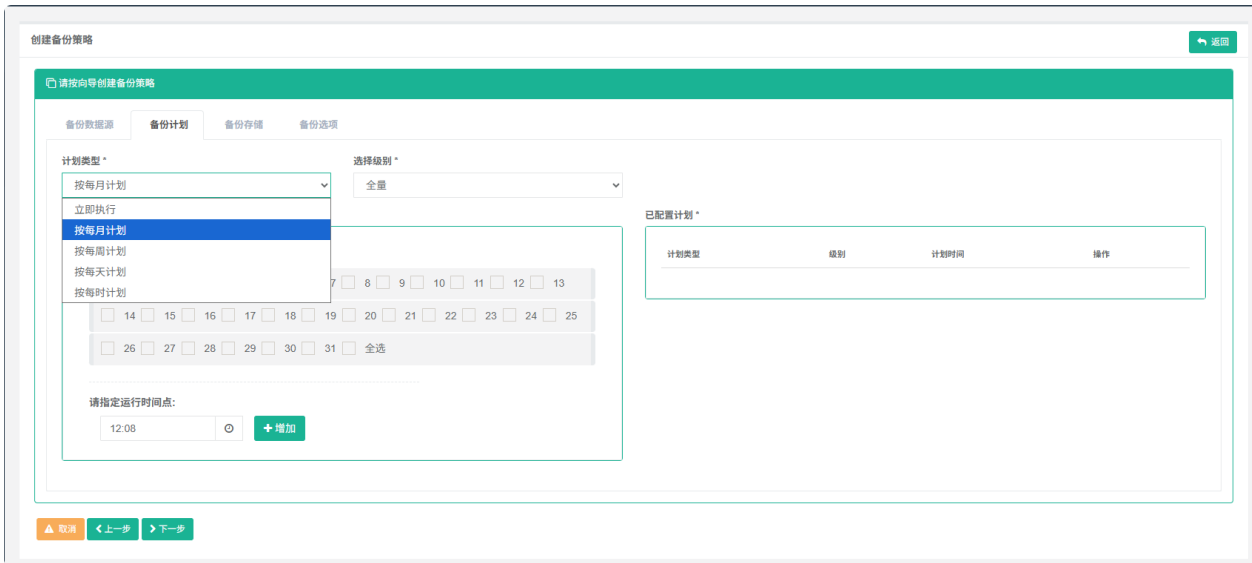 创建备份策略
返回
请按向导创建备份策略
备份数据源 备份计划 备份存储 备份选项
计划类型 * 选择级别 *
按每月计划 全量
立即执行
按每月计划
按每周计划
按每天计划
按每时计划
已配置计划 *
计划类型 级别 计划时间 操作
7 8 9 10 11 12 13
14 15 16 17 18 19 20 21 22 23 24 25
26 27 28 29 30 31 全选
请指定运行时间点:
12:08 增加
取消 上一步 下一步